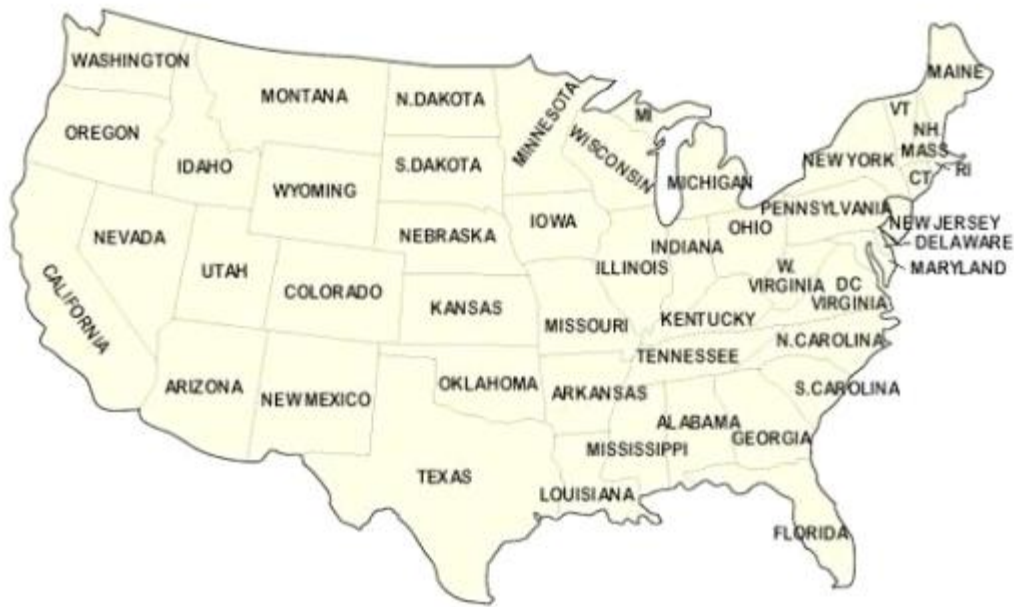 WASHINGTON
MAINE
MONTANA
N.DAKOTA
MINNESOTA
MI
VT
OREGON
NH
WISCONSIN
MASS
IDAHO
S.DAKOTA
NEW YORK
RI
CT
WYOMING
MICHIGAN
PENNSYLVANIA
IOWA
OHIO
NEW JERSEY
NEVADA
NEBRASKA
INDIANA
DELAWARE
UTAH
ILLINOIS
W.
VIRGINIA
MARYLAND
CALIFORNIA
COLORADO
DC
VIRGINIA
KANSAS
MISSOURI
KENTUCKY
N.CAROLINA
TENNESSEE
ARIZONA
NEW MEXICO
OKLAHOMA
ARKANSAS
S.CAROLINA
ALABAMA
GEORGIA
MISSISSIPPI
TEXAS
LOUISIANA
FLORIDA